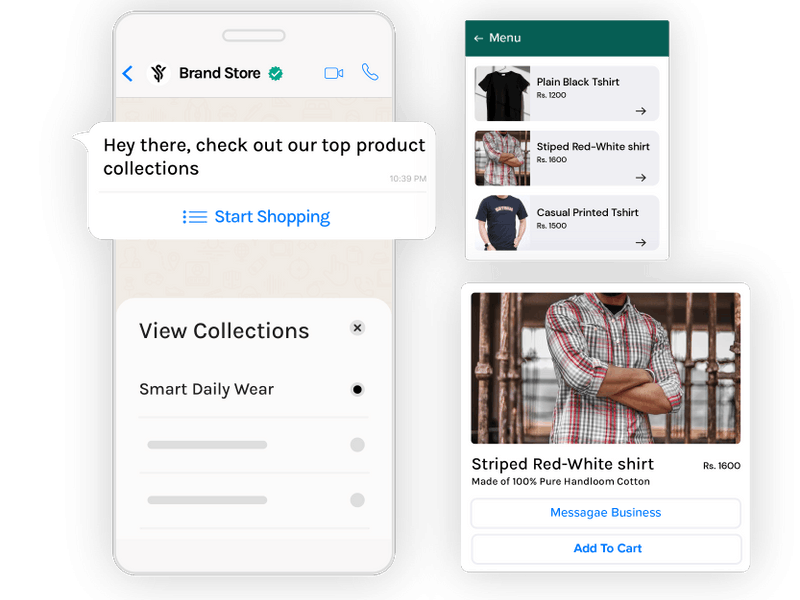 Brand Store
Hey there, check out our top product
collections
10:39 PM
Start Shopping
View Collections
Smart Daily Wear
← Menu
Plain Black Tshirt
Rs. 1200
Stiped Red-White shirt
Rs. 1600
Casual Printed Tshirt
Rs. 1500
Striped Red-White shirt
Rs. 1600
Made of 100% Pure Handloom Cotton
Messagae Business
Add To Cart